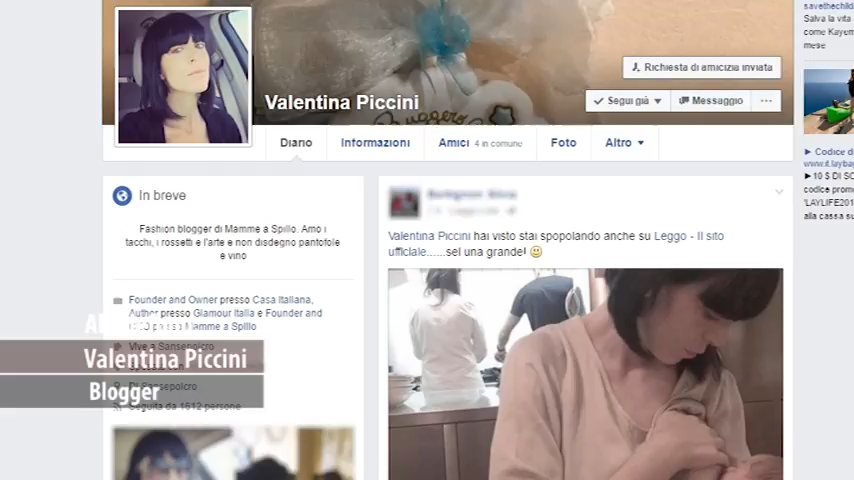 savethechild
Salva la vita
come Kayem
mese
Richiesta di amicizia inviata
Valentina Piccini
Segui già
Messaggio
Ruggero
Diario
Informazioni
Amici 4 in comune
Foto
Altro
In breve
Fashion blogger di Mamme a Spillo. Amo i
tacchi, i rossetti e l'arte e non disdegno pantofole
e vino
Valentina Piccini hai visto stai spopolando anche su Leggo - Il sito
ufficiale......sei una grande!
Founder and Owner presso Casa Italiana,
Author presso Glamour Italia e Founder and
presso Mamme a Spillo
Vive a Sansepolcro
Di Sansepolcro
Seguita da 1612 persone
Valentina Piccini
Blogger
Codice di
10 $ DI SC
codice promo
'LAYLIFE201
alla cassa su